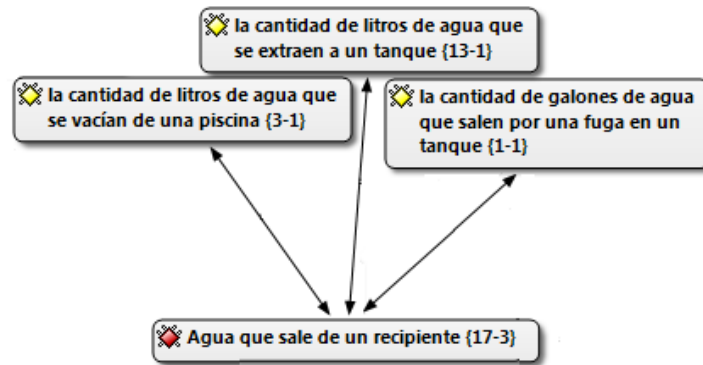 la cantidad de litros de agua que
se extraen a un tanque {13-1}
la cantidad de litros de agua que
se vacían de una piscina {3-1}
la cantidad de galones de agua
que salen por una fuga en un
tanque {1-1}
Agua que sale de un recipiente {17-3}